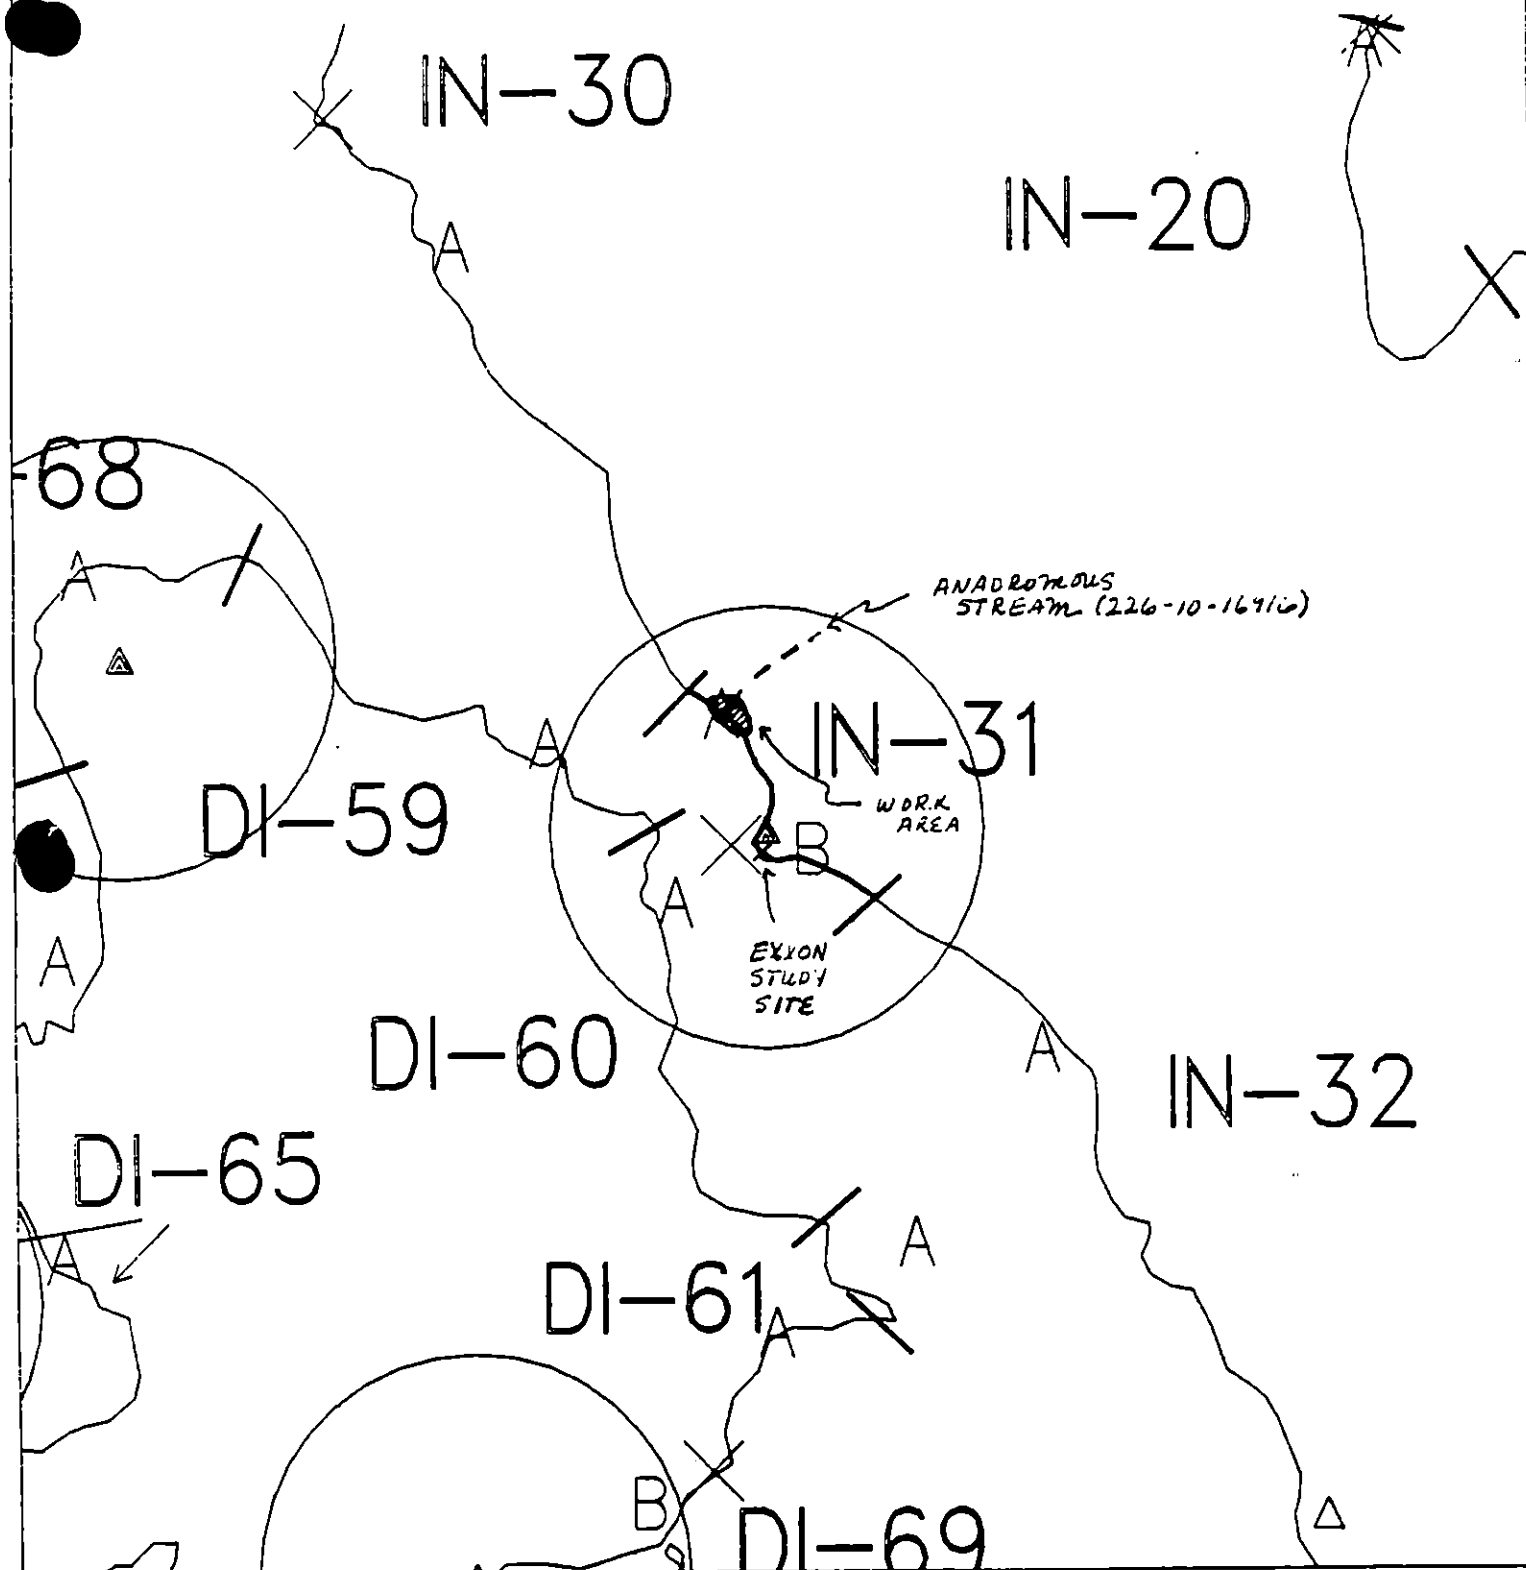 IN-30
A
IN-20
A
-68
A
ANADROMOUS
STREAM (226-10-16916)
IN-31
A
DI-59
WORK
AREA
B
A
A
EXXON
STUDY
SITE
DI-60
A
IN-32
DI-65
A
A
DI-61
A
B
DI-69